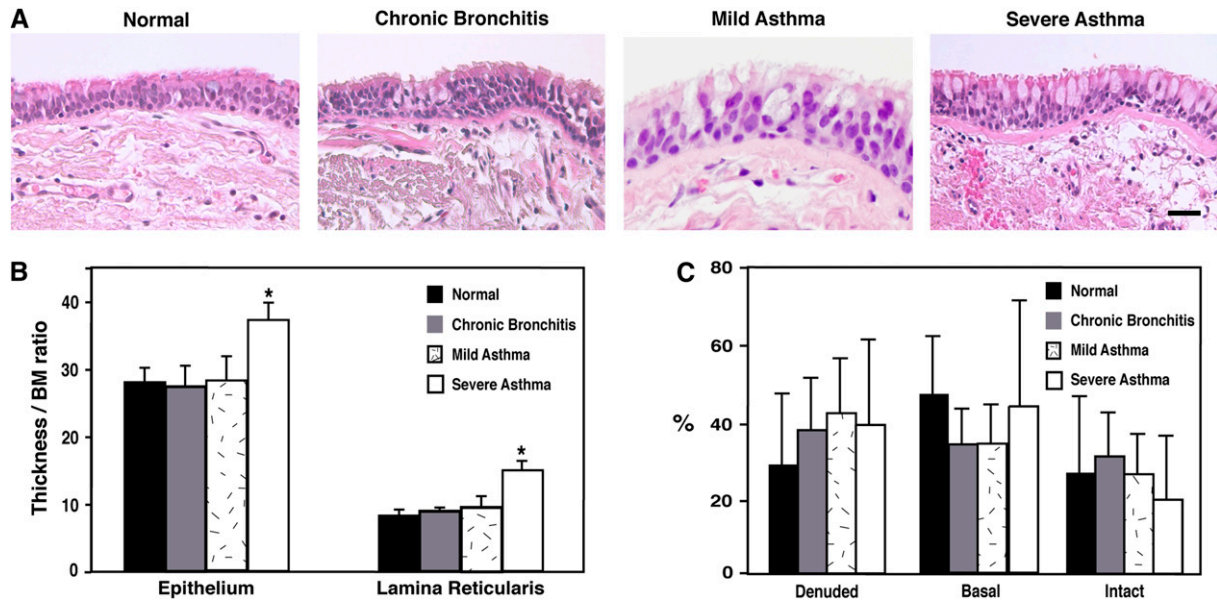 A
Normal
Chronic Bronchitis
Mild Asthma
Severe Asthma
B
Thickness / BM ratio
40
30
20
10
0
*
*
Normal
Chronic Bronchitis
Mild Asthma
Severe Asthma
Epithelium
Lamina Reticularis
C
%
80
60
40
20
0
Normal
Chronic Bronchitis
Mild Asthma
Severe Asthma
Denuded
Basal
Intact